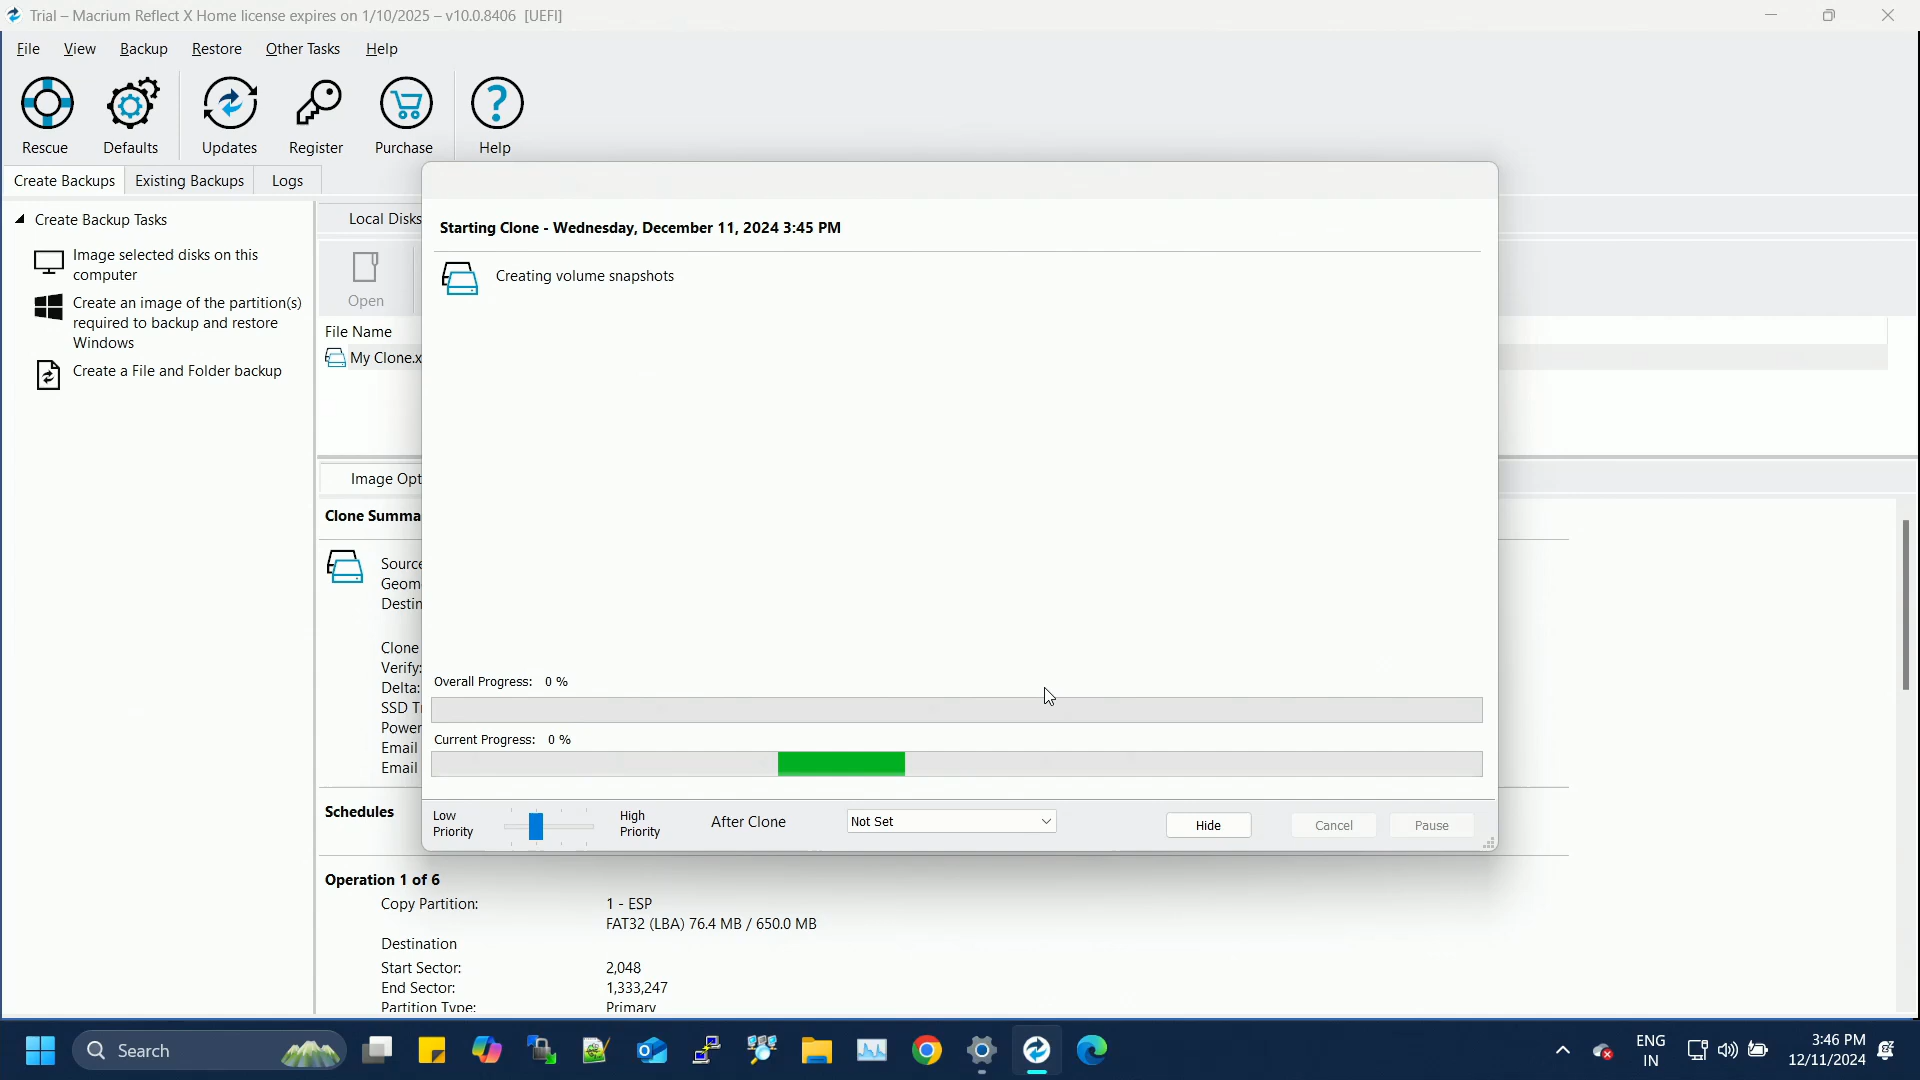 Trial – Macrium Reflect X Home license expires on 1/10/2025 – v10.0.8406 [UEFI]
File View Backup Restore Other Tasks Help
Rescue Defaults Updates Register Purchase Help
Create Backups Existing Backups Logs
Create Backup Tasks
Image selected disks on this
computer
Create an image of the partition(s)
required to backup and restore
Windows
Create a File and Folder backup
Local Disks
Open
File Name
My Clone.x
Image Opt
Clone Summa
Source
Geom
Destin
Clone
Verify:
Delta:
SSD T
Power
Email
Email
Schedules
Starting Clone - Wednesday, December 11, 2024 3:45 PM
Creating volume snapshots
Overall Progress: 0 %
Current Progress: 0 %
Low
Priority
High
Priority
After Clone
Not Set
Hide
Cancel
Pause
Operation 1 of 6
Copy Partition: 1 - ESP
FAT32 (LBA) 76.4 MB / 650.0 MB
Destination
Start Sector: 2,048
End Sector: 1,333,247
Partition Type: Primary
Search
ENG
IN
3:46 PM
12/11/2024